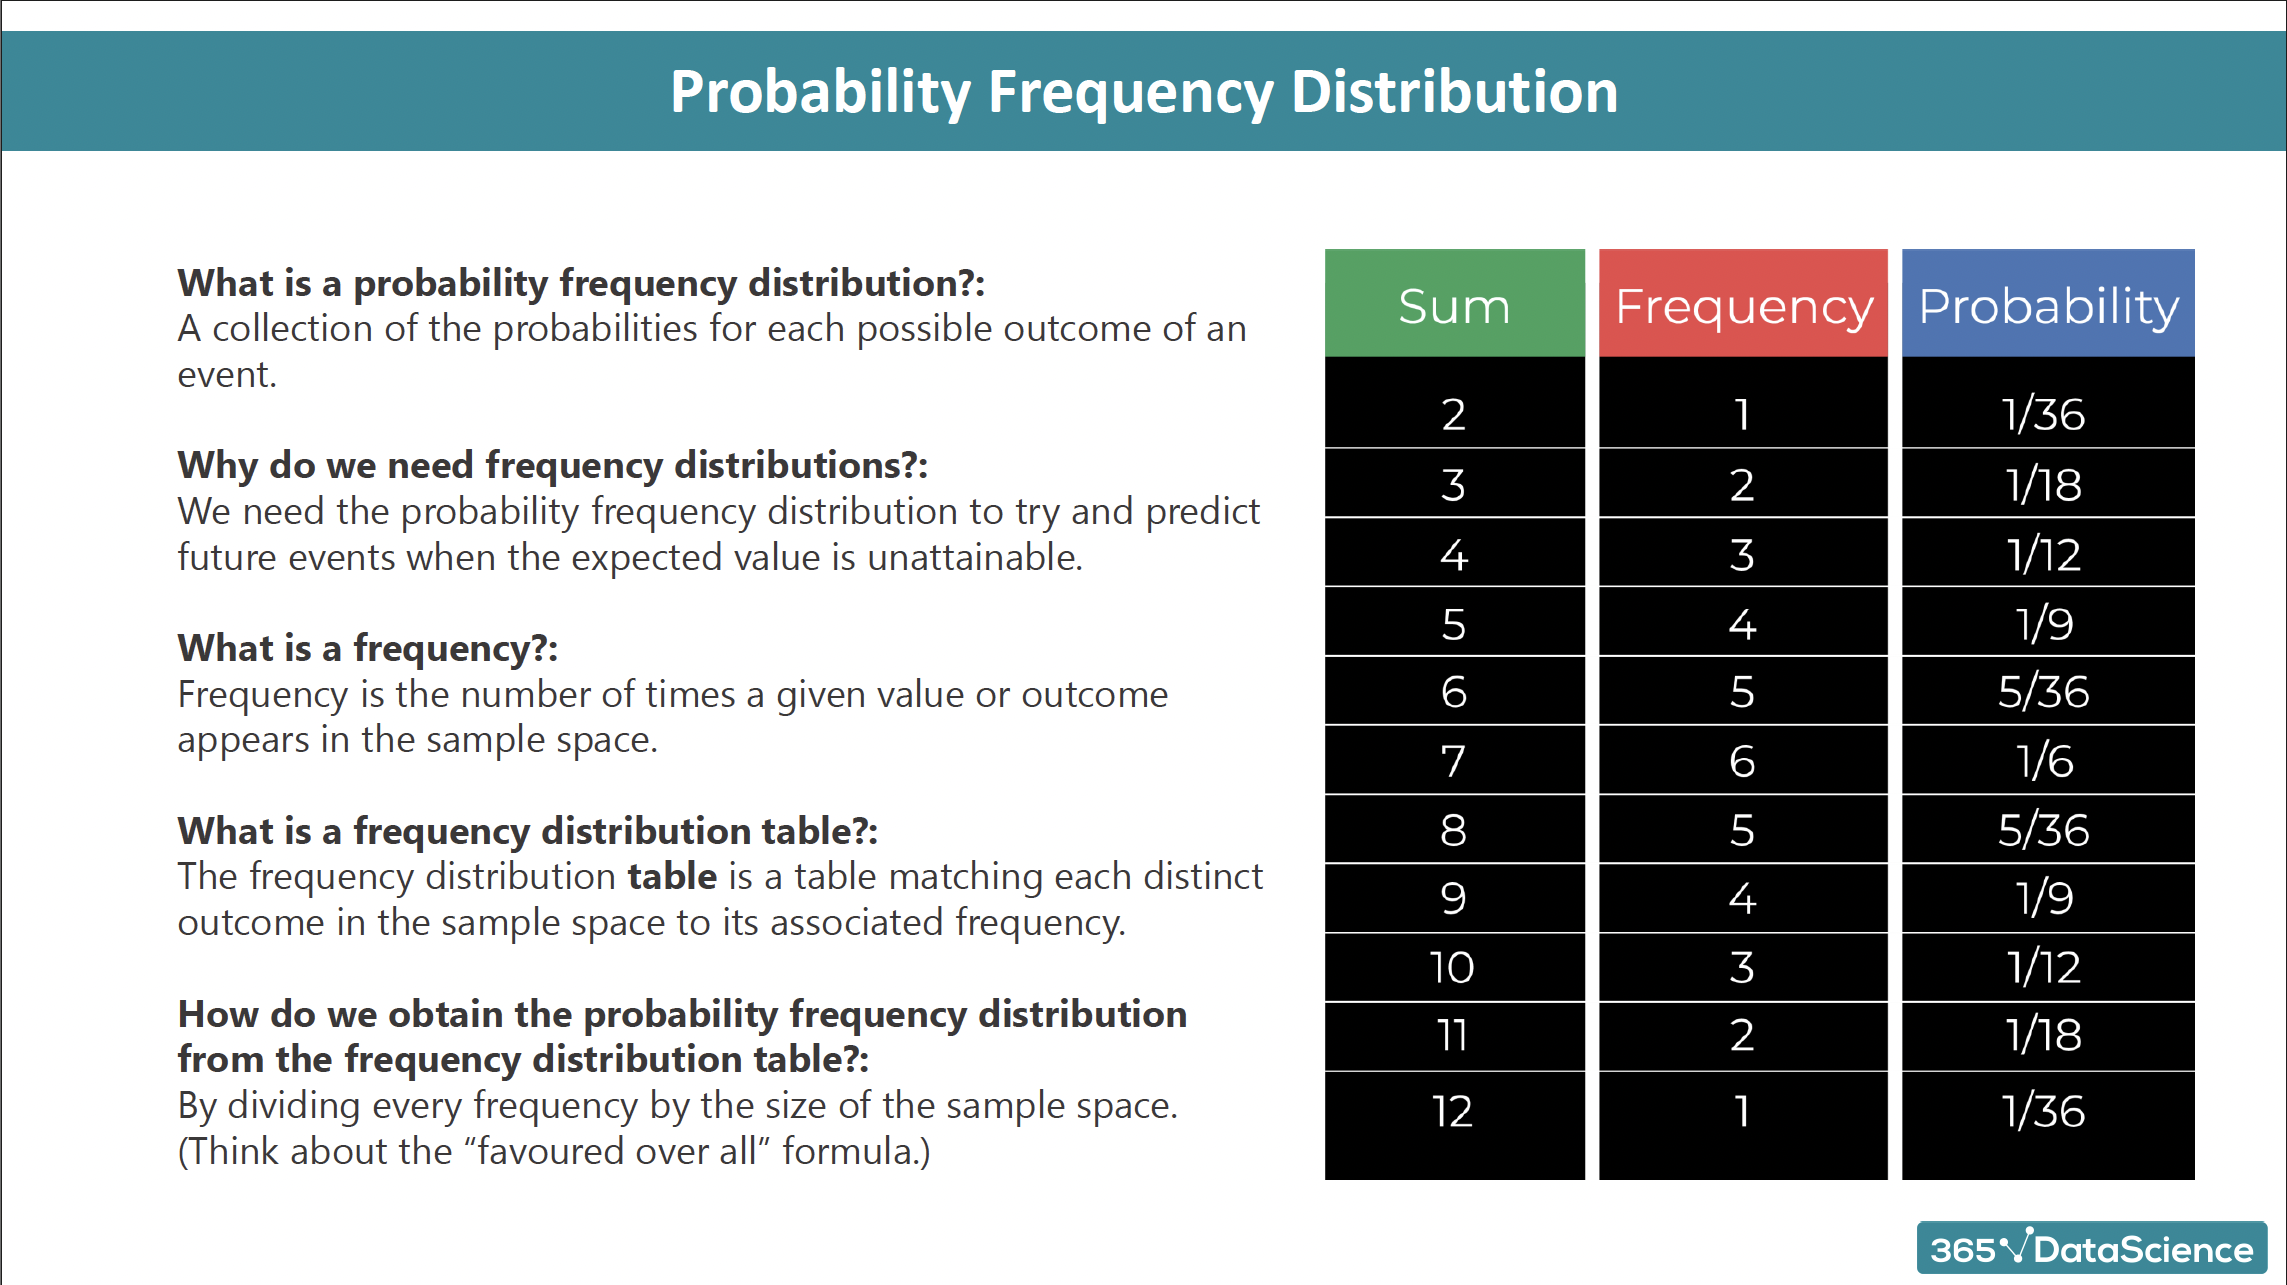 Probability Frequency Distribution
What is a probability frequency distribution?:
A collection of the probabilities for each possible outcome of an
event.
Why do we need frequency distributions?:
We need the probability frequency distribution to try and predict
future events when the expected value is unattainable.
What is a frequency?:
Frequency is the number of times a given value or outcome
appears in the sample space.
What is a frequency distribution table?:
The frequency distribution table is a table matching each distinct
outcome in the sample space to its associated frequency.
How do we obtain the probability frequency distribution
from the frequency distribution table?:
By dividing every frequency by the size of the sample space.
(Think about the “favoured over all” formula.)
Sum Frequency Probability
2 1 1/36
3 2 1/18
4 3 1/12
5 4 1/9
6 5 5/36
7 6 1/6
8 5 5/36
9 4 1/9
10 3 1/12
11 2 1/18
12 1 1/36
365 DataScience